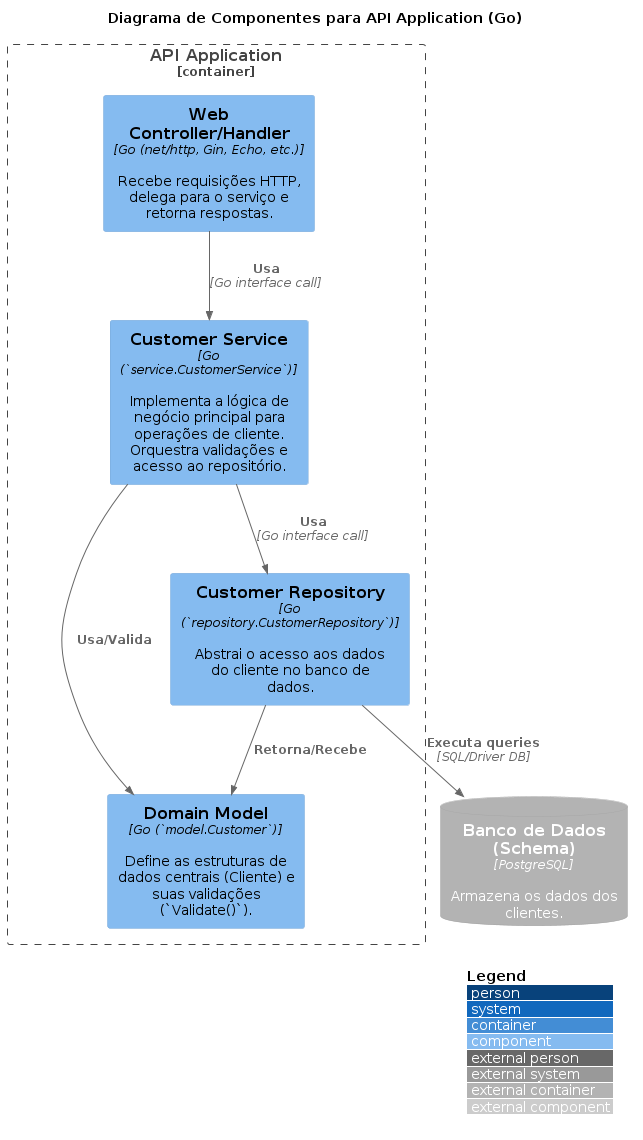 Diagrama de Componentes para API Application (Go)
API Application
[container]
Web
Controller/Handler
[Go (net/http, Gin, Echo, etc.)]
Recebe requisições HTTP,
delega para o serviço e
retorna respostas.
Usa
[Go interface call]
Customer Service
[Go
(`service.CustomerService`)]
Implementa a lógica de
negócio principal para
operações de cliente.
Orquestra validações e
acesso ao repositório.
Usa
[Go interface call]
Customer Repository
[Go
(`repository.CustomerRepository`)]
Abstrai o acesso aos dados
do cliente no banco de
dados.
Usa/Valida
Retorna/Recebe
Executa queries
[SQL/Driver DB]
Domain Model
[Go (`model.Customer`)]
Define as estruturas de
dados centrais (Cliente) e
suas validações
(`Validate()`).
Banco de Dados
(Schema)
[PostgreSQL]
Armazena os dados dos
clientes.
Legend
person
system
container
component
external person
external system
external container
external component